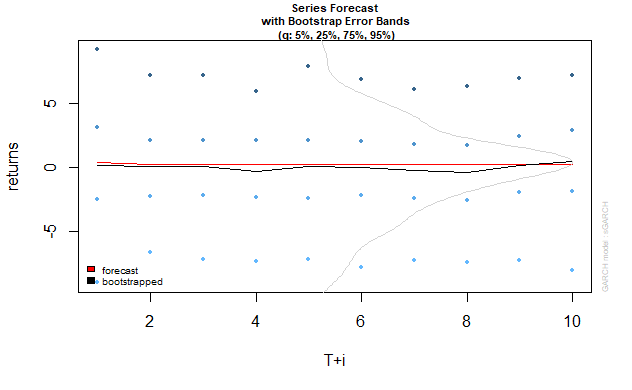 Series Forecast
with Bootstrap Error Bands
(q: 5%, 25%, 75%, 95%)
returns
5
0
-5
forecast
bootstrapped
2
4
6
8
10
T+i
GARCH model: sGARCH